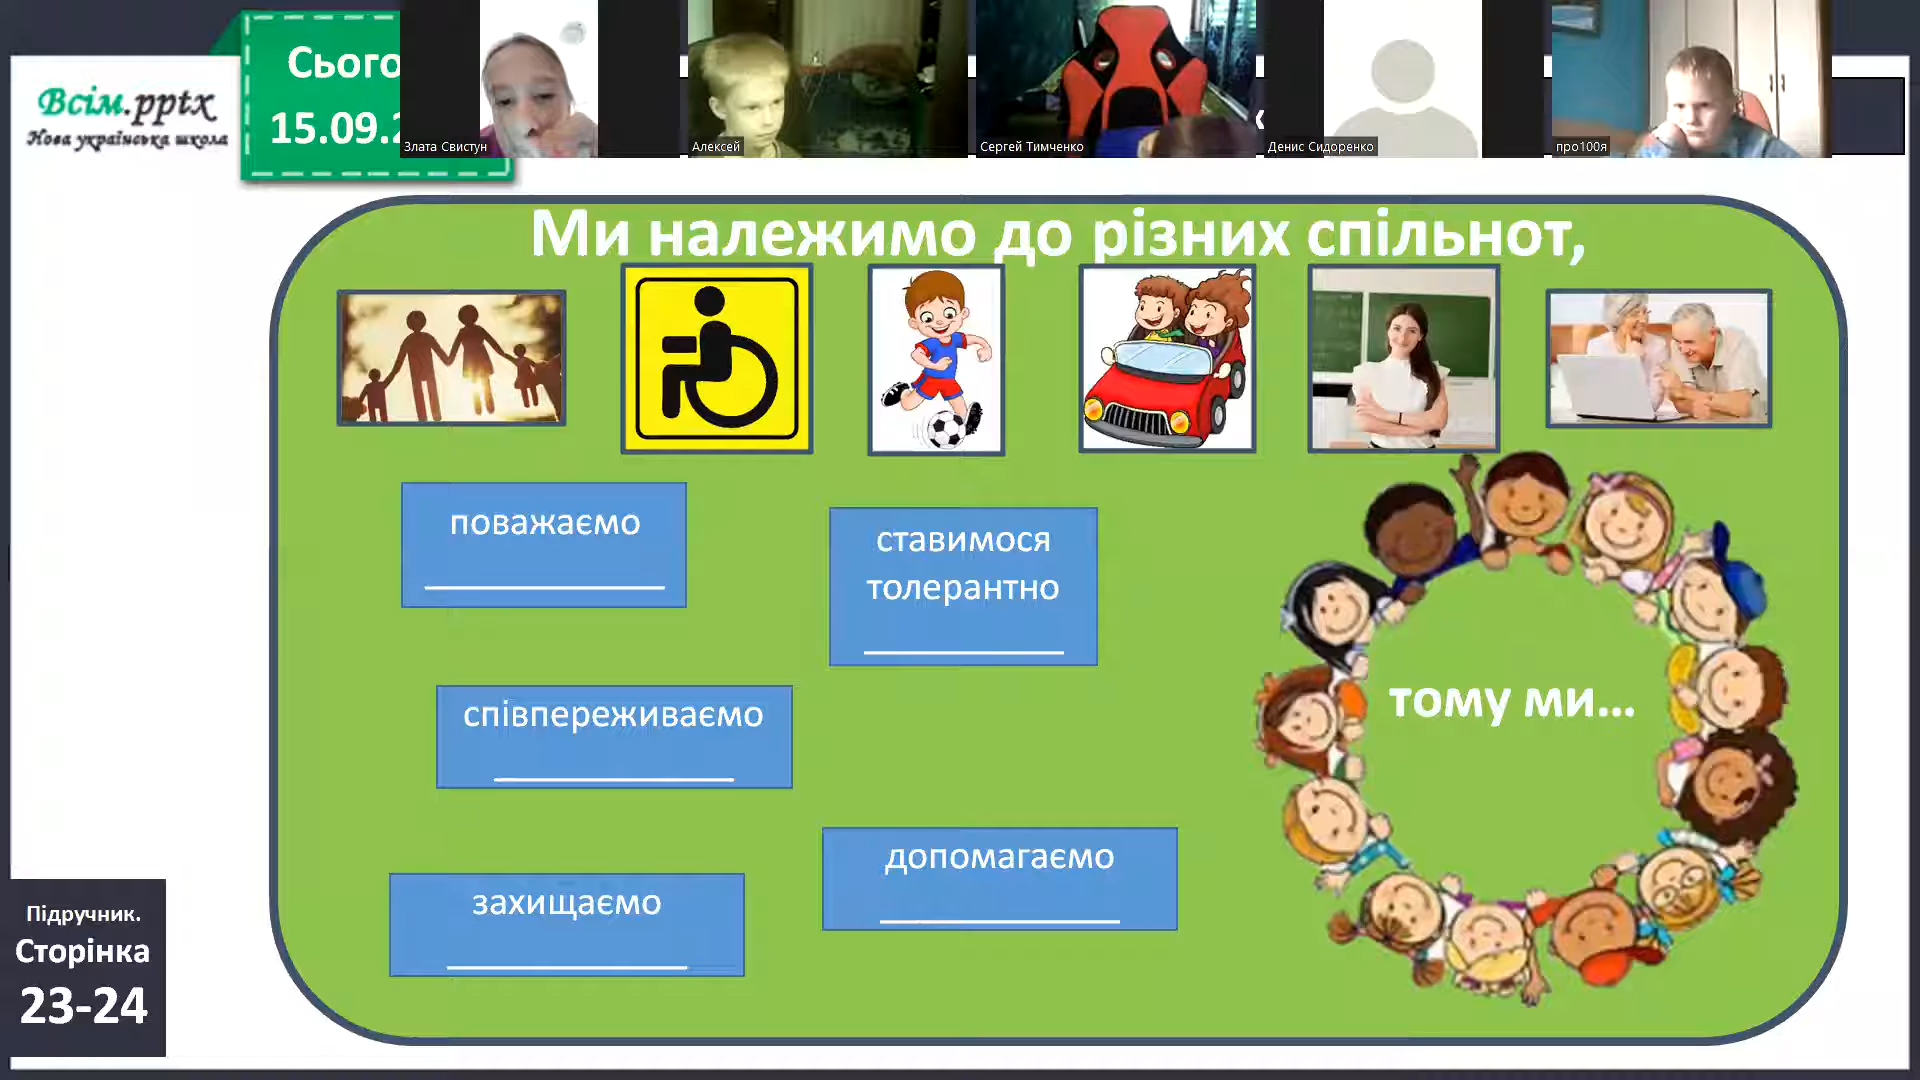 Всім.pptx
Нова українська школа
Сього
15.09.2
Злата Свистун
Алексей
Сергей Тимченко
Денис Сидоренко
про100я
Ми належимо до різних спільнот,
поважаємо
ставимося
толерантно
співпереживаємо
тому ми...
допомагаємо
захищаємо
Підручник.
Сторінка
23-24